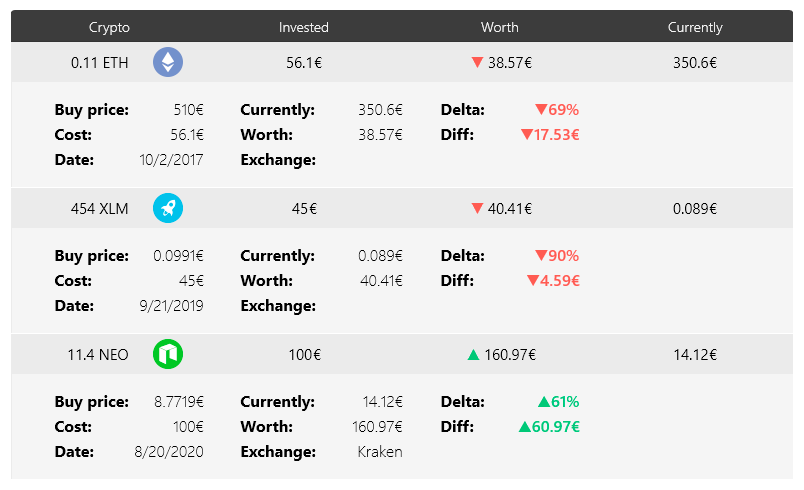 Crypto Invested Worth Currently
0.11 ETH 56.1€ ▼ 38.57€ 350.6€
Buy price: 510€ Currently: 350.6€ Delta: ▼69%
Cost: 56.1€ Worth: 38.57€ Diff: ▼17.53€
Date: 10/2/2017 Exchange:
454 XLM 45€ ▼ 40.41€ 0.089€
Buy price: 0.0991€ Currently: 0.089€ Delta: ▼90%
Cost: 45€ Worth: 40.41€ Diff: ▼4.59€
Date: 9/21/2019 Exchange:
11.4 NEO 100€ ▲ 160.97€ 14.12€
Buy price: 8.7719€ Currently: 14.12€ Delta: ▲61%
Cost: 100€ Worth: 160.97€ Diff: ▲60.97€
Date: 8/20/2020 Exchange: Kraken